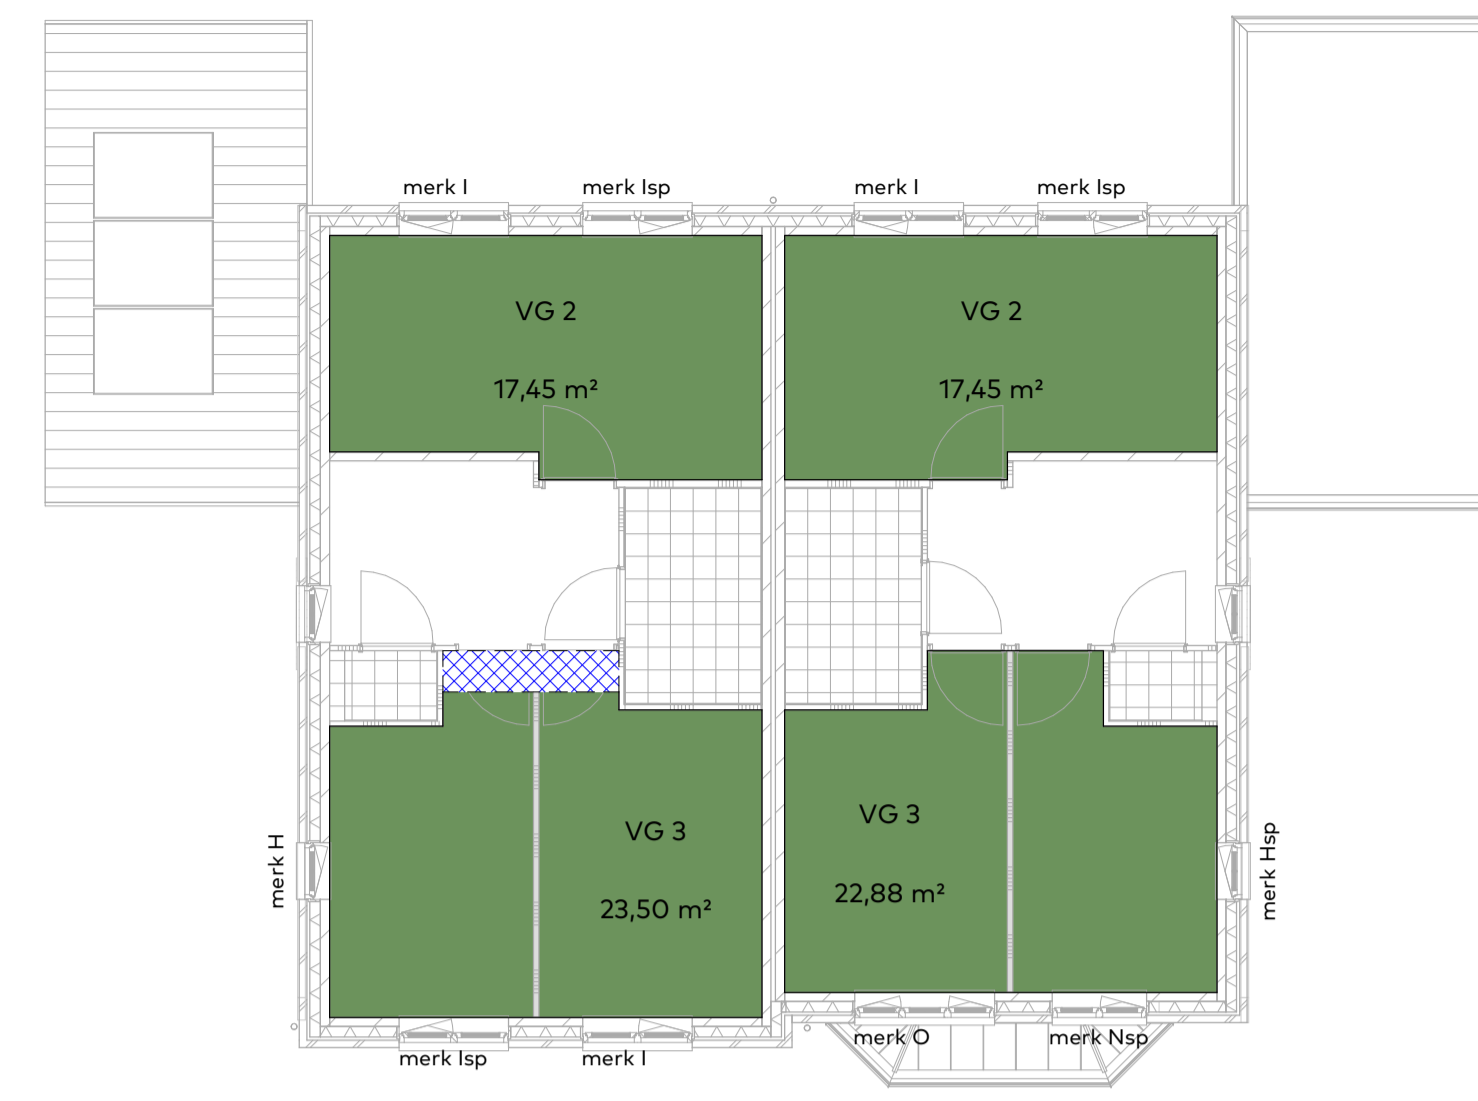 merk I
merk Isp
merk I
merk Isp
VG 2
17,45 m²
VG 2
17,45 m²
VG 3
23,50 m²
VG 3
22,88 m²
merk H
merk Hsp
merk Isp
merk I
merk O
merk Nsp